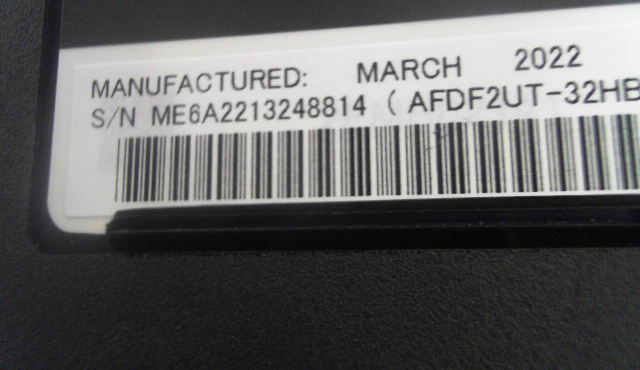 MANUFACTURED: MARCH 2022
S/N ME6A2213248814 ( AFDF2UT-32HB